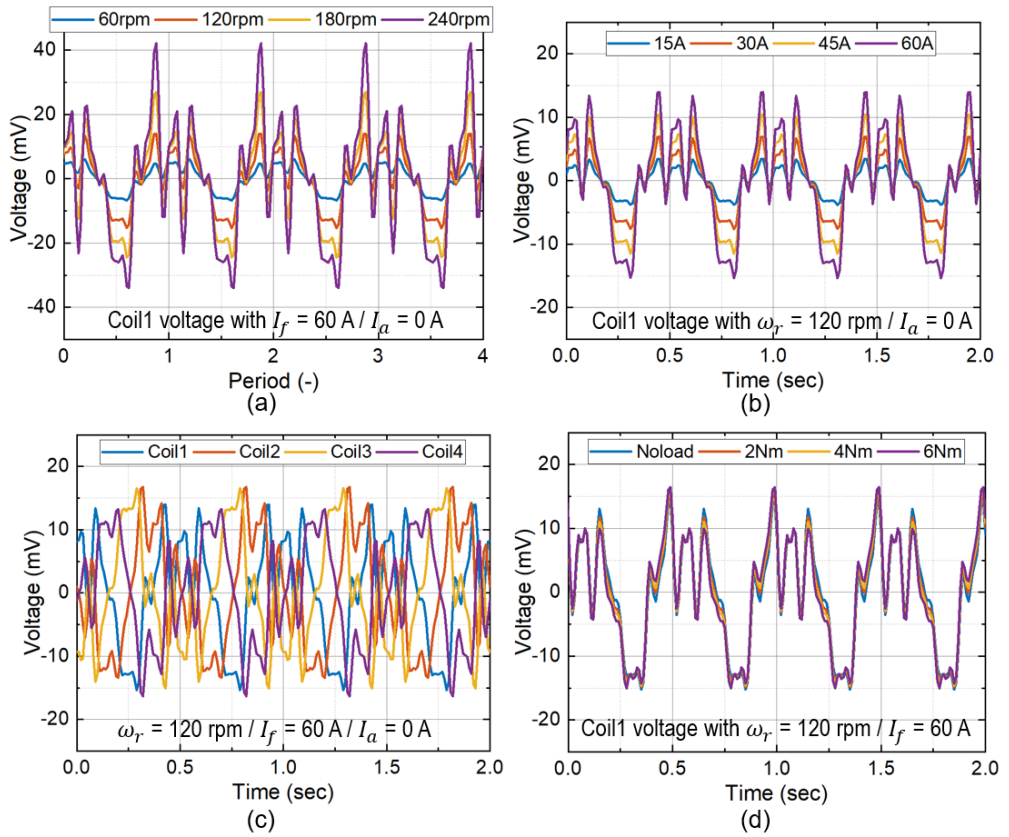 60rpm 120rpm 180rpm 240rpm
40
20
0
-20
-40
Voltage (mV)
Coil1 voltage with I_f = 60 A / I_a = 0 A
0 1 2 3 4
Period (-)
(a)
15A 30A 45A 60A
20
10
0
-10
-20
Voltage (mV)
Coil1 voltage with ω_r = 120 rpm / I_a = 0 A
0.0 0.5 1.0 1.5 2.0
Time (sec)
(b)
Coil1 Coil2 Coil3 Coil4
20
10
0
-10
-20
Voltage (mV)
ω_r = 120 rpm / I_f = 60 A / I_a = 0 A
0.0 0.5 1.0 1.5 2.0
Time (sec)
(c)
Noload 2Nm 4Nm 6Nm
20
10
0
-10
-20
Voltage (mV)
Coil1 voltage with ω_r = 120 rpm / I_f = 60 A
0.0 0.5 1.0 1.5 2.0
Time (sec)
(d)